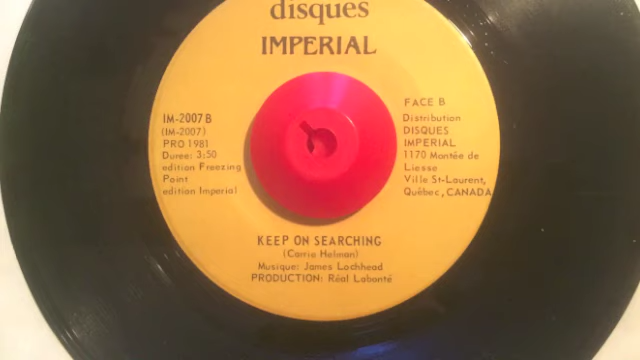 disques
IMPERIAL
IM-2007 B
(IM-2007)
PRO 1981
Durée: 3:50
edition Freezing
Point
edition Imperial
FACE B
Distribution
DISQUES
IMPERIAL
1170 Montée de
Liesse
Ville St-Laurent,
Québec, CANADA
KEEP ON SEARCHING
(Carrie Helman)
Musique: James Lochhead
PRODUCTION: Réal Labonté